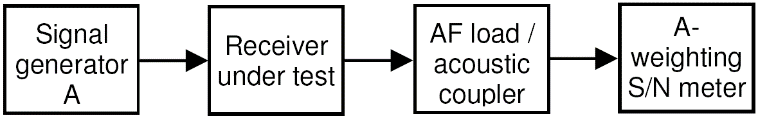 Signal
generator
A
Receiver
under test
AF load /
acoustic
coupler
A-
weighting
S/N meter